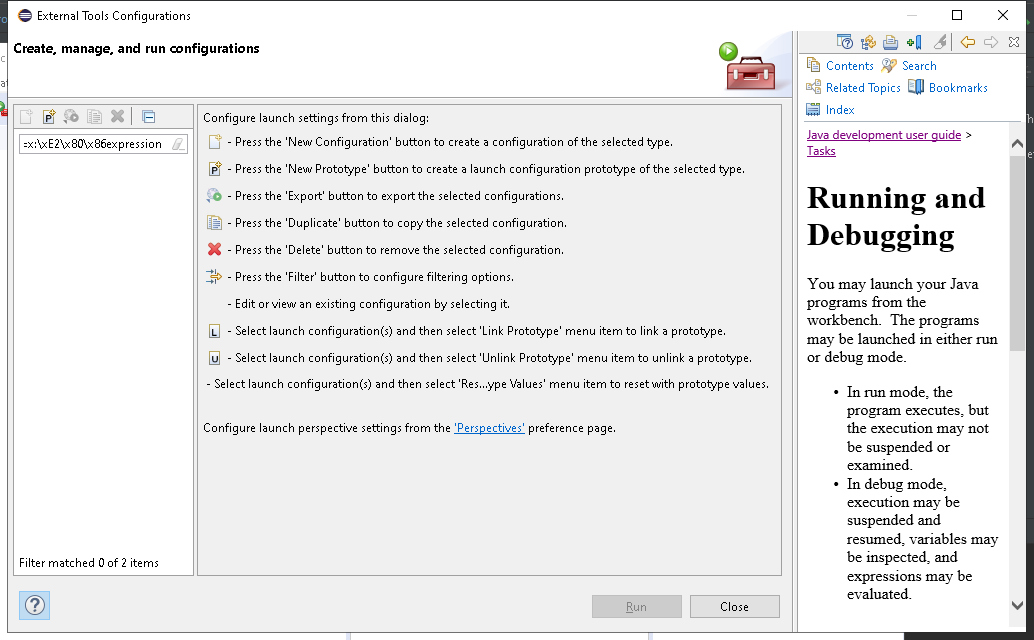 External Tools Configurations
Create, manage, and run configurations
=x:\xE2\x80\x86expression
Filter matched 0 of 2 items
Configure launch settings from this dialog:
- Press the 'New Configuration' button to create a configuration of the selected type.
- Press the 'New Prototype' button to create a launch configuration prototype of the selected type.
- Press the 'Export' button to export the selected configurations.
- Press the 'Duplicate' button to copy the selected configuration.
- Press the 'Delete' button to remove the selected configuration.
- Press the 'Filter' button to configure filtering options.
- Edit or view an existing configuration by selecting it.
L - Select launch configuration(s) and then select 'Link Prototype' menu item to link a prototype.
U - Select launch configuration(s) and then select 'Unlink Prototype' menu item to unlink a prototype.
- Select launch configuration(s) and then select 'Res...ype Values' menu item to reset with prototype values.
Configure launch perspective settings from the 'Perspectives' preference page.
Run
Close
Contents
Search
Related Topics
Bookmarks
Index
Java development user guide >
Tasks
Running and
Debugging
You may launch your Java
programs from the
workbench. The programs
may be launched in either run
or debug mode.
• In run mode, the
program executes, but
the execution may not
be suspended or
examined.
• In debug mode,
execution may be
suspended and
resumed, variables may
be inspected, and
expressions may be
evaluated.